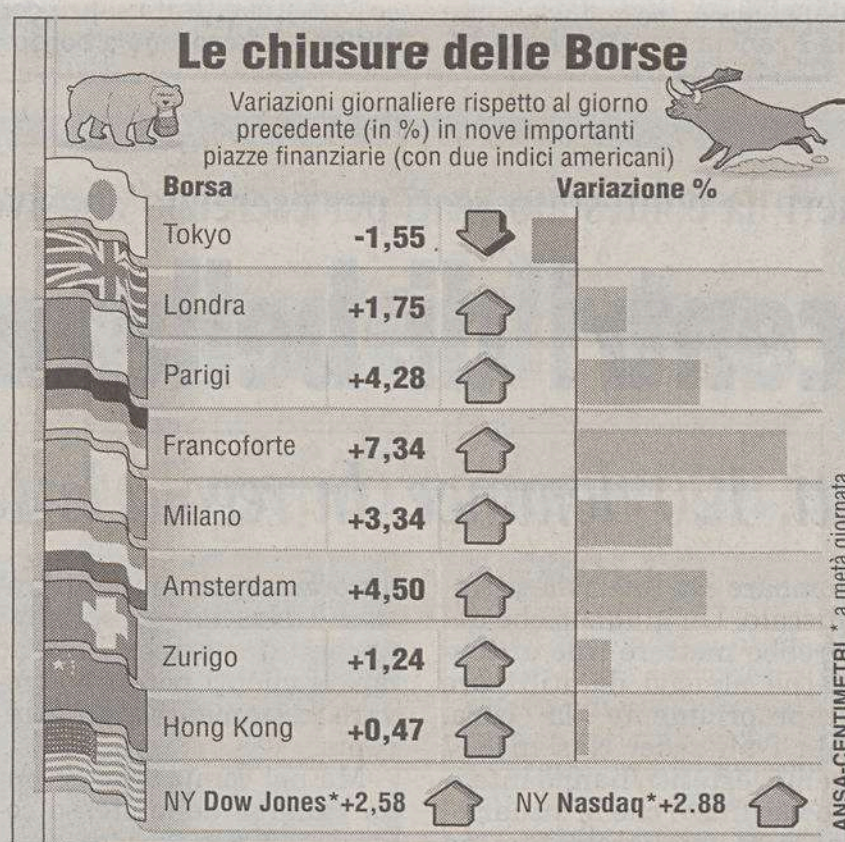 Le chiusure delle Borse
Variazioni giornaliere rispetto al giorno
precedente (in %) in nove importanti
piazze finanziarie (con due indici americani)
Borsa Variazione %
Tokyo -1,55
Londra +1,75
Parigi +4,28
Francoforte +7,34
Milano +3,34
Amsterdam +4,50
Zurigo +1,24
Hong Kong +0,47
NY Dow Jones*+2,58 NY Nasdaq*+2.88
ANSA-CENTIMETRI * a metà giornata